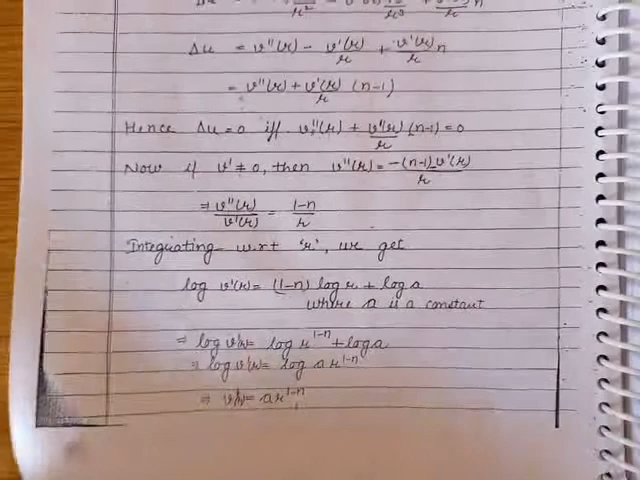 Δu = v''(r) - v'(r)/r + v'(r)/r n
= v''(r) + v'(r)/r (n-1)
Hence Δu = 0 iff v''(r) + v'(r)/r (n-1) = 0
Now if v' ≠ 0, then v''(r) = -(n-1) v'(r)/r
⇒ v''(r)/v'(r) = 1-n/r
Integrating w.r.t 'r', we get
log v'(r) = (1-n) log r + log a
where a is a constant
⇒ log v'(r) = log r^1-n + log a
⇒ log v'(r) = log a r^1-n
⇒ v'(r) = a r^1-n